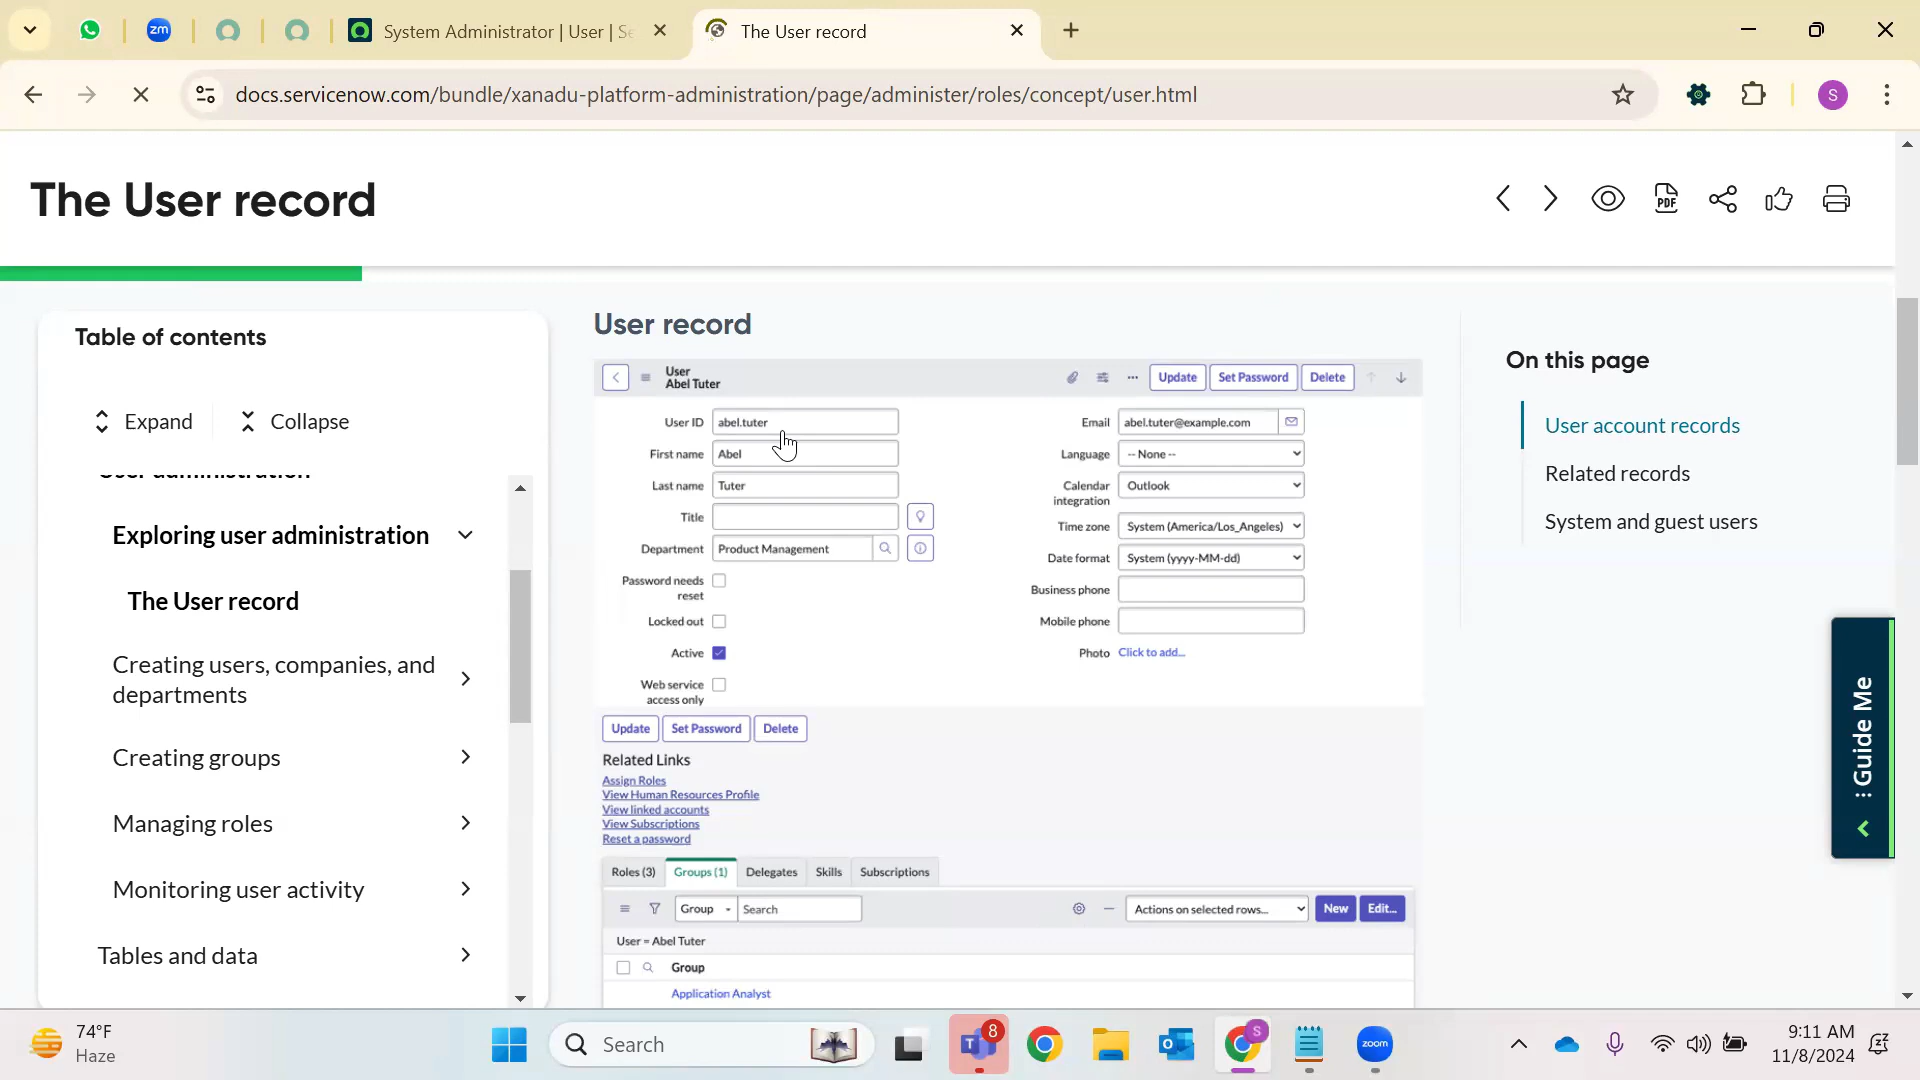 zm
System Administrator | User | Se
The User record
docs.servicenow.com/bundle/xanadu-platform-administration/page/administer/roles/concept/user.html
S
The User record
PDF
Table of contents
Expand
Collapse
User administration
Exploring user administration
The User record
Creating users, companies, and
departments
Creating groups
Managing roles
Monitoring user activity
Tables and data
User record
User
Abel Tuter
Update
Set Password
Delete
User ID
abel.tuter
First name
Abel
Last name
Tuter
Title
Department
Product Management
Password needs
reset
Locked out
Active
Web service
access only
Email
abel.tuter@example.com
Language
-- None --
Calendar
integration
Outlook
Time zone
System (America/Los_Angeles)
Date format
System (yyyy-MM-dd)
Business phone
Mobile phone
Photo
Click to add...
Update
Set Password
Delete
Related Links
Assign Roles
View Human Resources Profile
View linked accounts
View Subscriptions
Reset a password
Roles (3)
Groups (1)
Delegates
Skills
Subscriptions
Group
Search
Actions on selected rows...
New
Edit...
User = Abel Tuter
Group
Application Analyst
On this page
User account records
Related records
System and guest users
Guide Me
74°F
Haze
Search
8
S
zoom
9:11 AM
11/8/2024